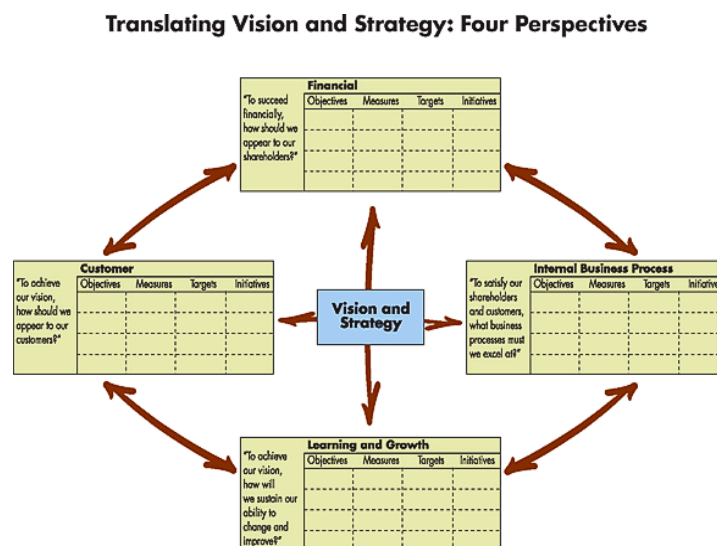 Translating Vision and Strategy: Four Perspectives
Financial
"To succeed
financially,
how should we
appear to our
shareholders?"
Objectives Measures Targets Initiatives
Customer
"To achieve
our vision,
how should we
appear to our
customers?"
Objectives Measures Targets Initiatives
Vision and
Strategy
Internal Business Process
"To satisfy our
shareholders
and customers,
what business
processes must
we excel at?"
Objectives Measures Targets Initiative
Learning and Growth
"To achieve
our vision,
how will
we sustain our
ability to
change and
improve?"
Objectives Measures Targets Initiatives